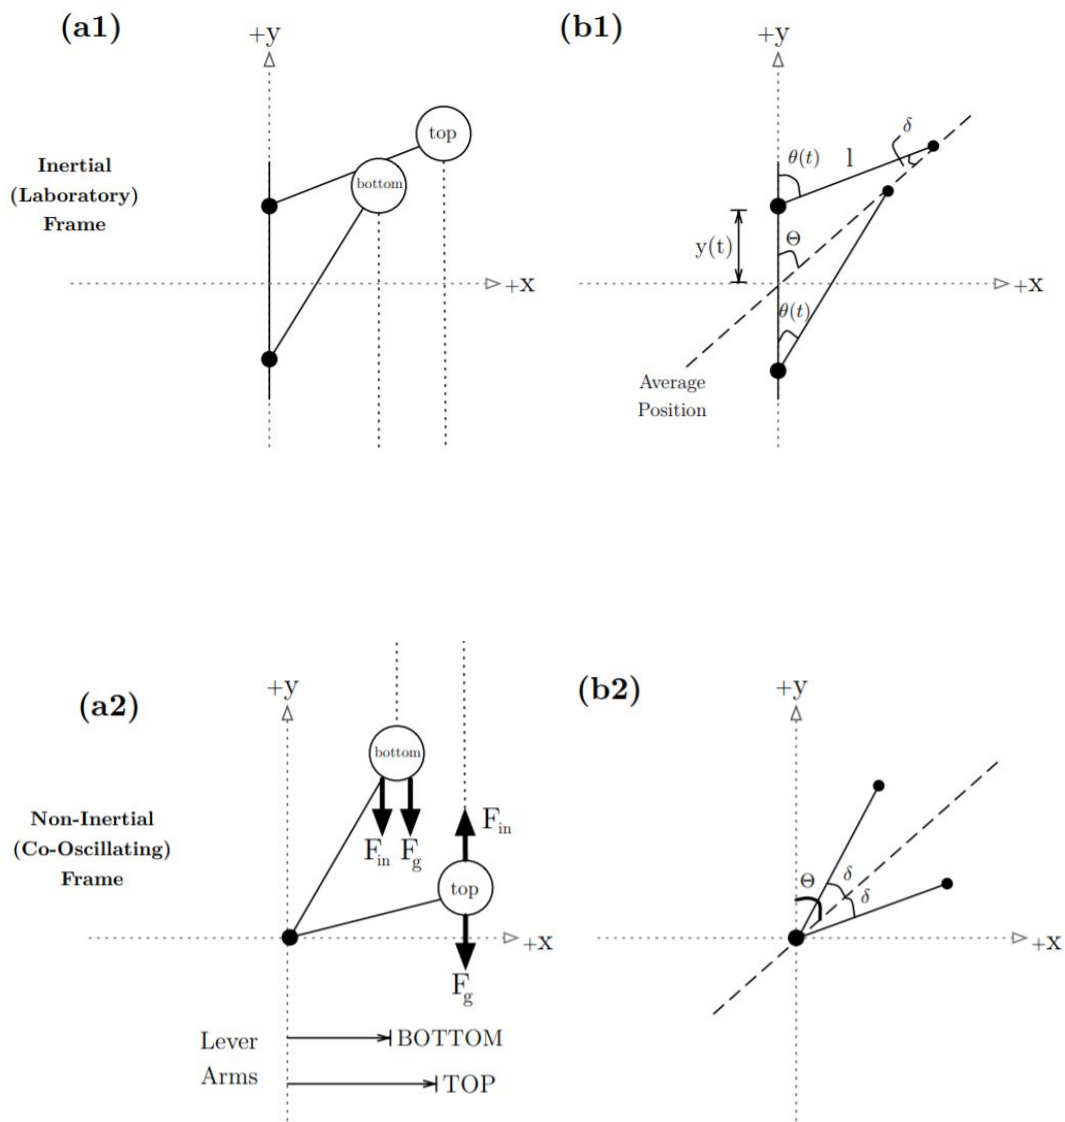 (a1)
+y
top
bottom
Inertial
(Laboratory)
Frame
+x
(b1)
+y
δ
θ(t)
l
y(t)
Θ
+x
θ(t)
Average
Position
(a2)
+y
bottom
F_in
F_in F_g
top
Non-Inertial
(Co-Oscillating)
Frame
+x
F_g
Lever
Arms
BOTTOM
TOP
(b2)
+y
Θ
δ
δ
+x